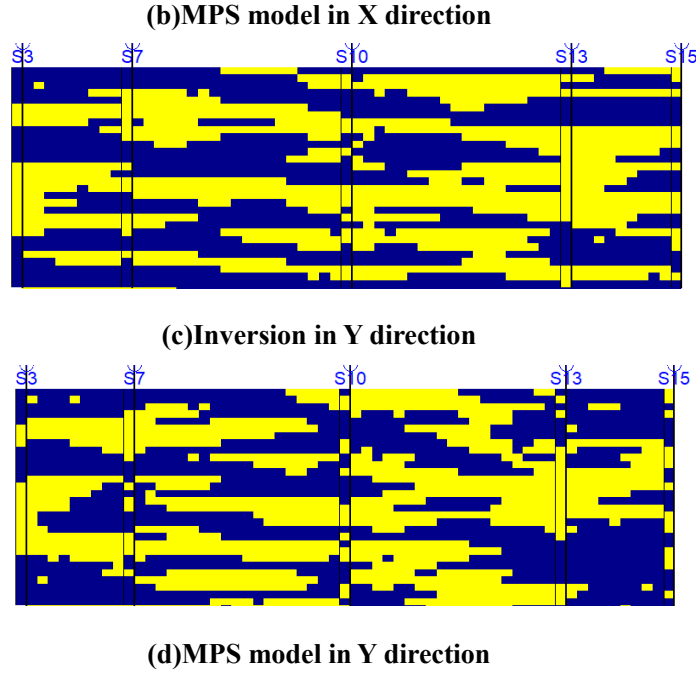 (b)MPS model in X direction
S3 S7 S10 S13 S15
(c)Inversion in Y direction
S3 S7 S10 S13 S15
(d)MPS model in Y direction